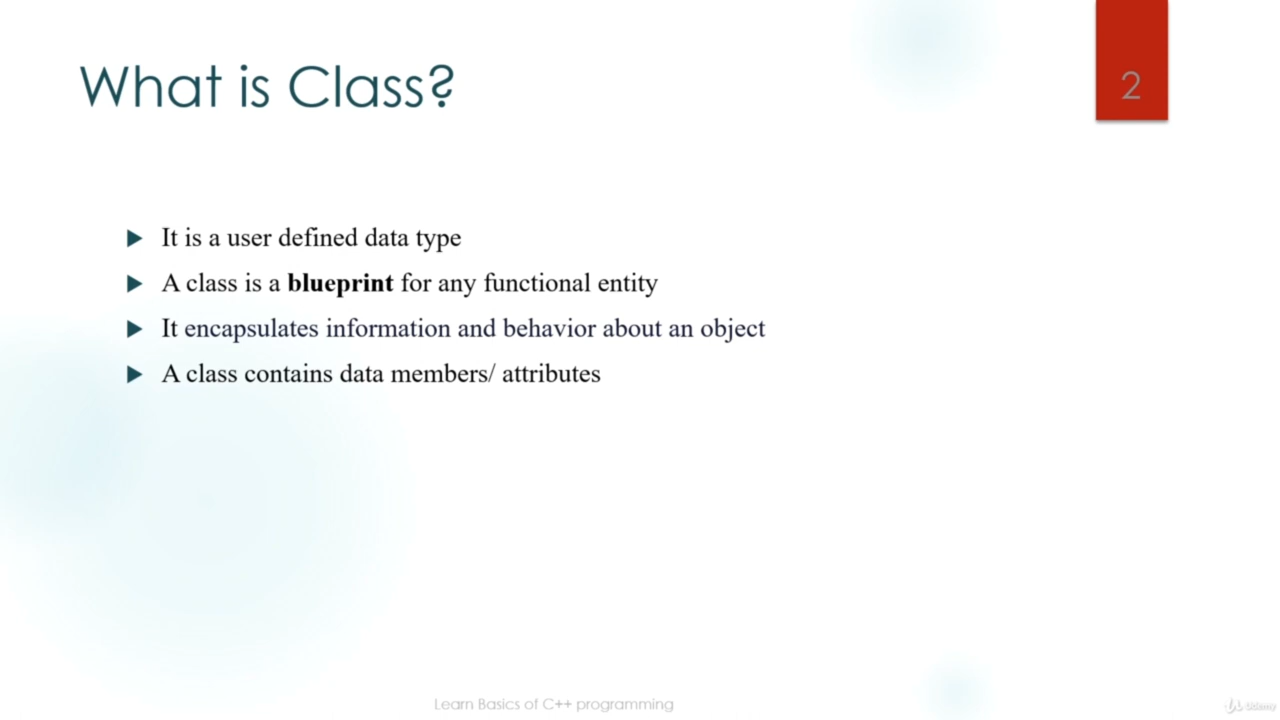 What is Class?
2
It is a user defined data type
A class is a blueprint for any functional entity
It encapsulates information and behavior about an object
A class contains data members/ attributes
Learn Basics of C++ programming
Udemy